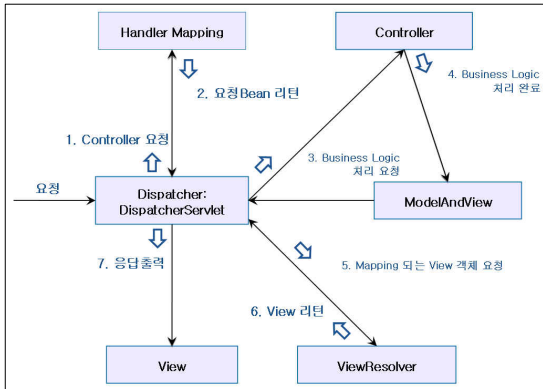 Handler Mapping
Controller
4. Business Logic
처리 완료
2. 요청Bean 리턴
1. Controller 요청
3. Business Logic
처리 요청
요청
Dispatcher:
DispatcherServlet
ModelAndView
7. 응답출력
5. Mapping 되는 View 객체 요청
6. View 리턴
View
ViewResolver